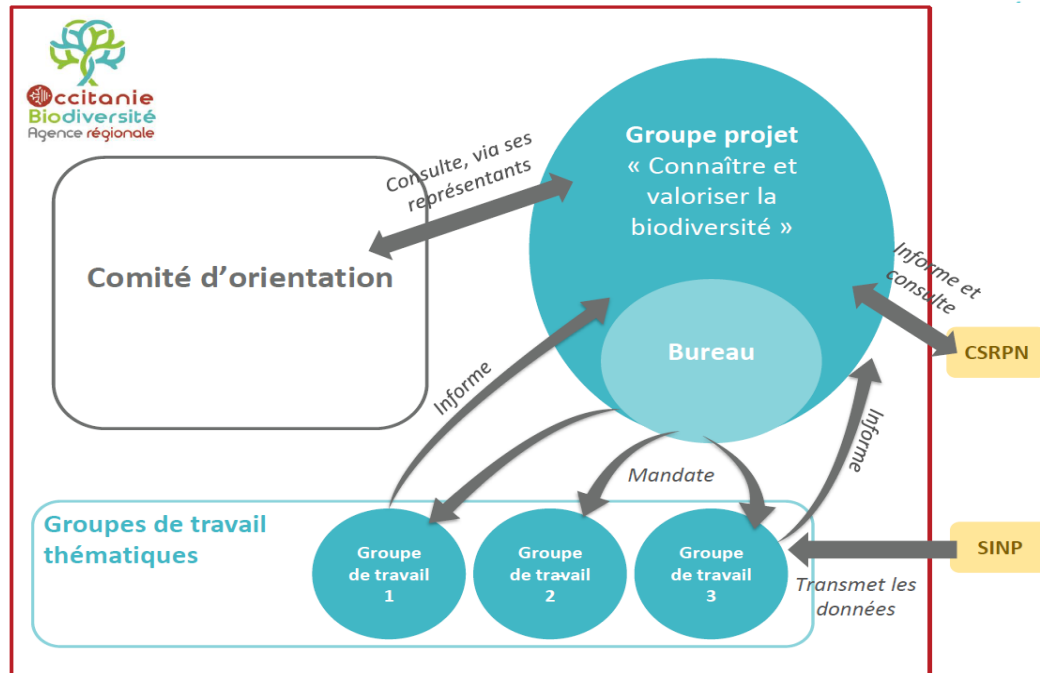 Occitanie
Biodiversité
Agence régionale
Groupe projet
« Connaître et
valoriser la
biodiversité »
Consulte, via ses
représentants
Comité d'orientation
Informe et
consulte
CSRPN
Bureau
Informe
Informe
Mandate
Groupes de travail
thématiques
Groupe
de travail
1
Groupe
de travail
2
Groupe
de travail
3
SINP
Transmet les
données